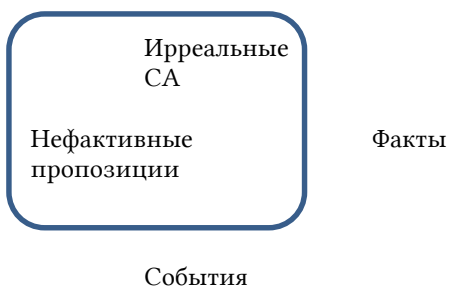 Ирреальные
СА
Нефактивные
пропозиции
Факты
События